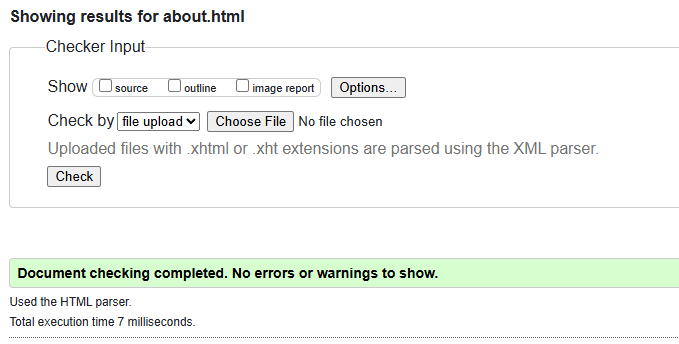 Showing results for about.html
Checker Input
Show source outline image report Options...
Check by file upload Choose File No file chosen
Uploaded files with .xhtml or .xht extensions are parsed using the XML parser.
Check
Document checking completed. No errors or warnings to show.
Used the HTML parser.
Total execution time 7 milliseconds.